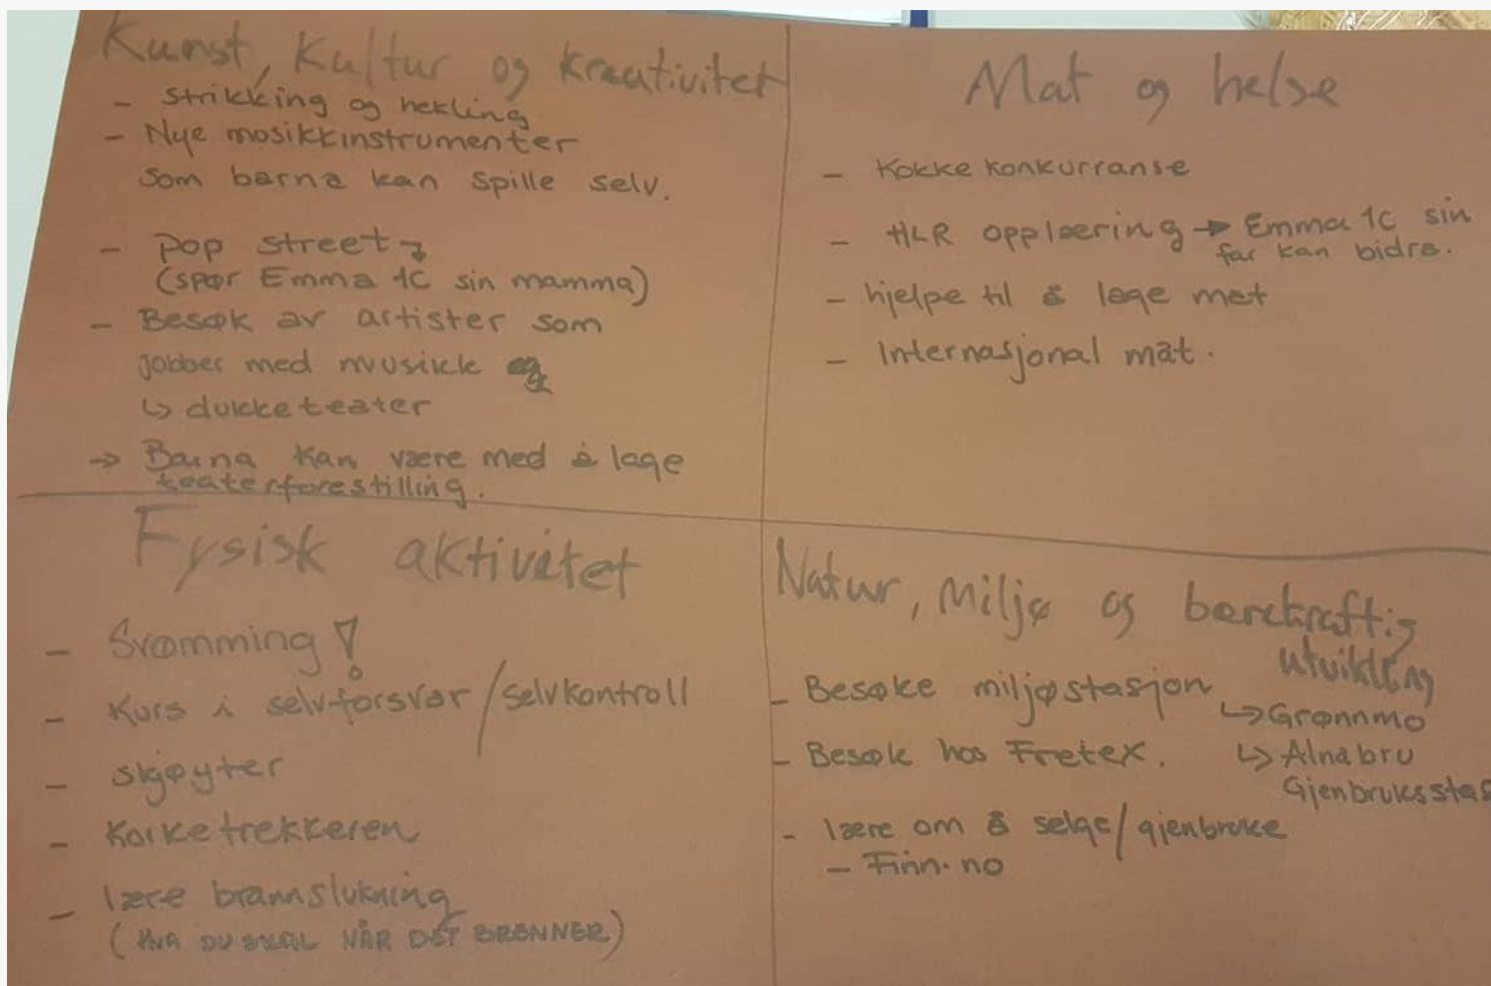 Kunst, Kultur og kreativitet
- Strikking og hekling
- Nye mosikkinstrumenter
som barna kan spille selv.
- pop street
(spør Emma 1C sin mamma)
- Besøk av artister som
jobber med musikk
↳ dukketeater
→ Barna kan være med å lage
teaterforestilling.
Mat og helse
- Kokke konkurranse
- HLR opplæring → Emma 1C sin
far kan bidra.
- hjelpe til å lage mat
- Internasjonal mat.
Fysisk aktivitet
- Svømming!
- Kurs i selvforsvar/selvkontroll
- skjøyter
- Korketrekkeren
- lære brannslukning
(HVA DU SKAL NÅR DET BRENNER)
Natur, miljø og bærekraftig
utvikling
- Besøke miljøstasjon
↳ Grønnmo
- Besøk hos Fretex.
↳ Alnabru
Gjenbruksstas
- lære om å selge/gjenbruke
- Finn.no